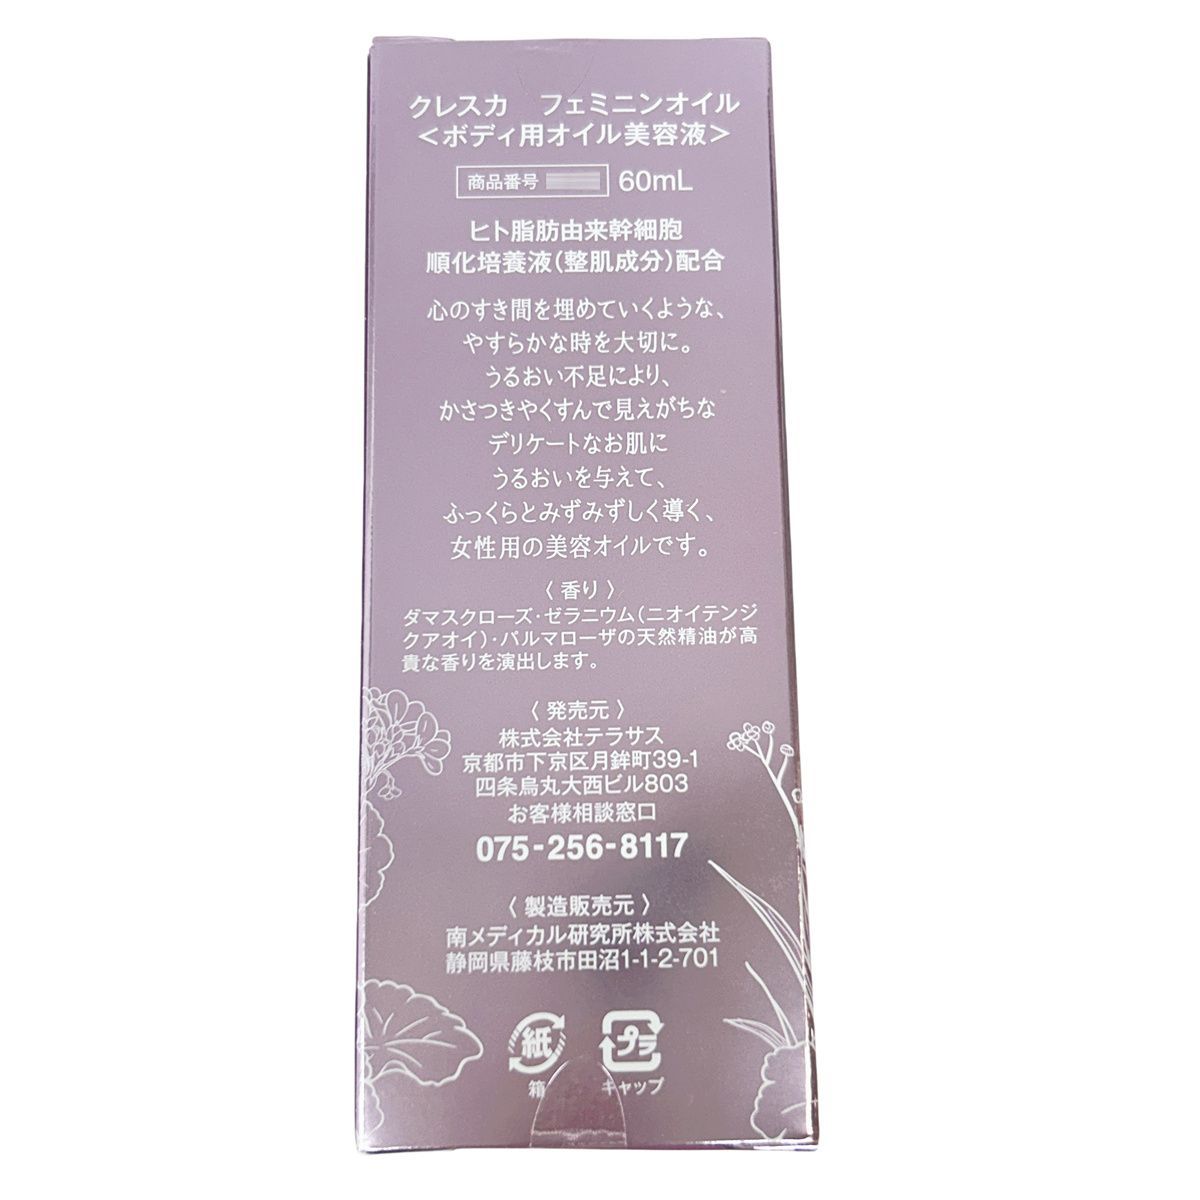 クレスカ　フェミニンオイル
＜ボディ用オイル美容液＞
商品番号 60mL
ヒト脂肪由来幹細胞
順化培養液（整肌成分）配合
心のすき間を埋めていくような、
やすらかな時を大切に。
うるおい不足により、
かさつきやくすんで見えがちな
デリケートなお肌に
うるおいを与えて、
ふっくらとみずみずしく導く、
女性用の美容オイルです。
〈 香り 〉
ダマスクローズ・ゼラニウム（ニオイテンジ
クアオイ）・パルマローザの天然精油が高
貴な香りを演出します。
〈 発売元 〉
株式会社テラサス
京都市下京区月鉾町39-1
四条烏丸大西ビル803
お客様相談窓口
075-256-8117
〈 製造販売元 〉
南メディカル研究所株式会社
静岡県藤枝市田沼1-1-2-701
紙 プラ
箱 キャップ